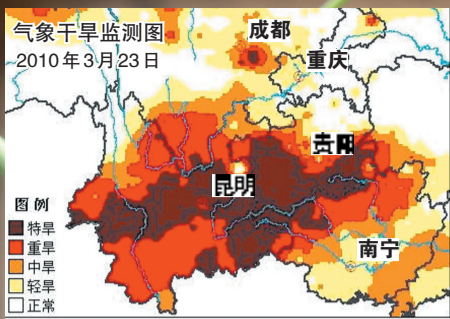 气象干旱监测图
2010年3月23日
成都
重庆
贵阳
昆明
南宁
图例
特旱
重旱
中旱
轻旱
正常